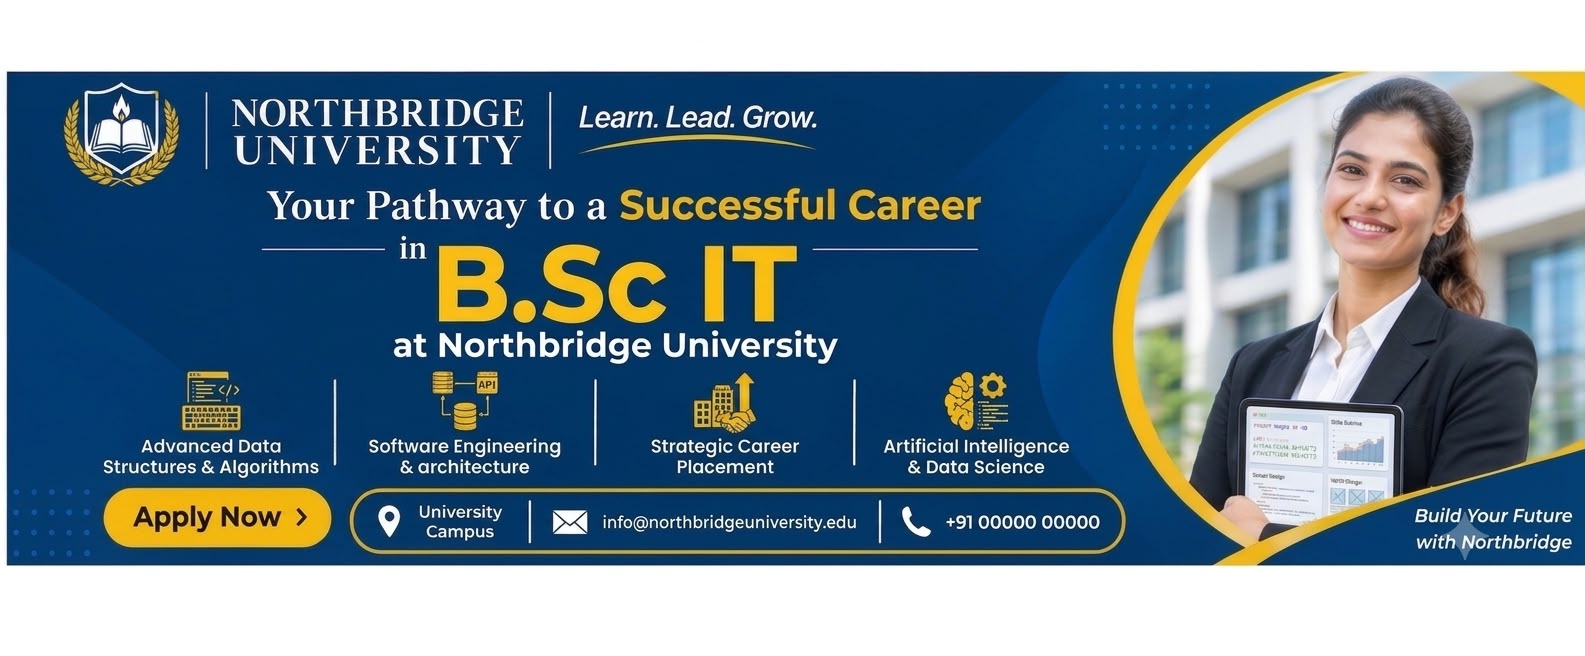 NORTHBRIDGE
UNIVERSITY
Learn. Lead. Grow.
Your Pathway to a Successful Career
in
B.Sc IT
at Northbridge University
API
Advanced Data
Structures & Algorithms
Software Engineering
& architecture
Strategic Career
Placement
Artificial Intelligence
& Data Science
Apply Now
University
Campus
info@northbridgeuniversity.edu
+91 00000 00000
Build Your Future
with Northbridge